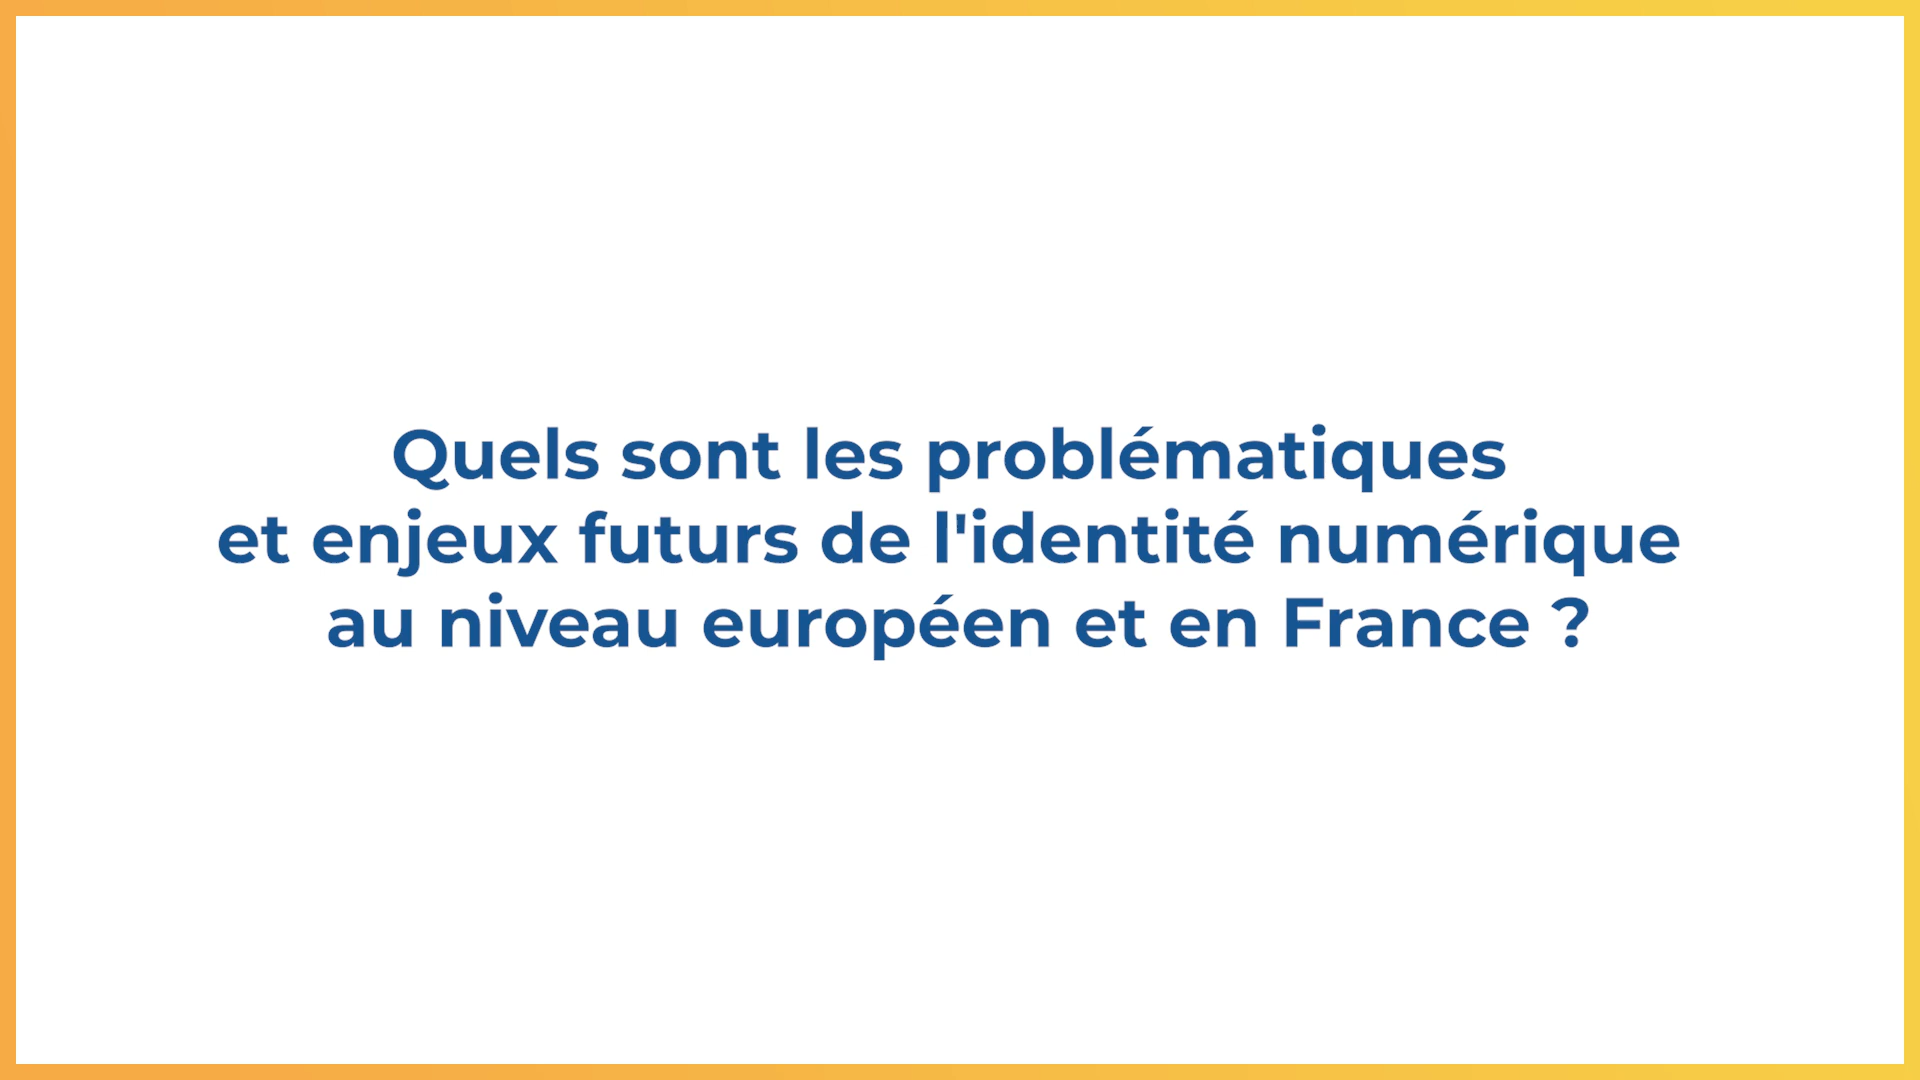 Quels sont les problématiques
et enjeux futurs de l'identité numérique
au niveau européen et en France ?